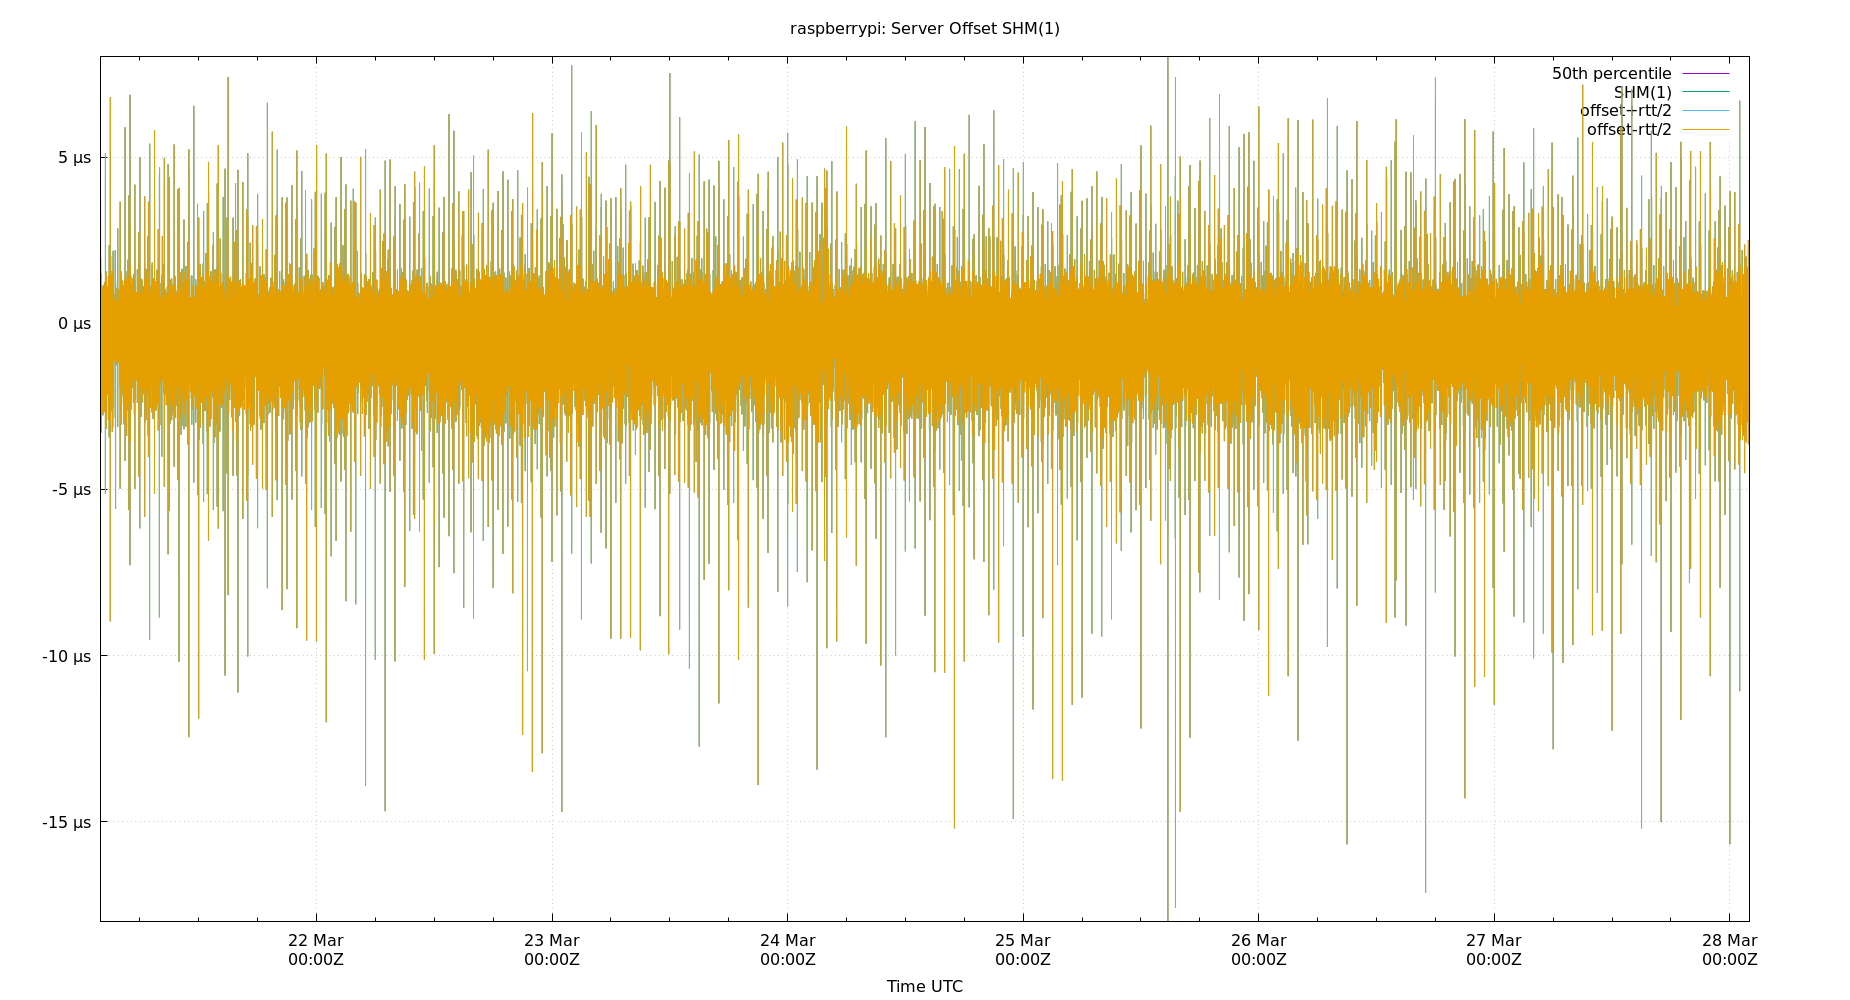 raspberrypi: Server Offset SHM(1)
50th percentile
SHM(1)
offset+rtt/2
offset-rtt/2
5 µs
0 µs
-5 µs
-10 µs
-15 µs
22 Mar
00:00Z
23 Mar
00:00Z
24 Mar
00:00Z
25 Mar
00:00Z
26 Mar
00:00Z
27 Mar
00:00Z
28 Mar
00:00Z
Time UTC